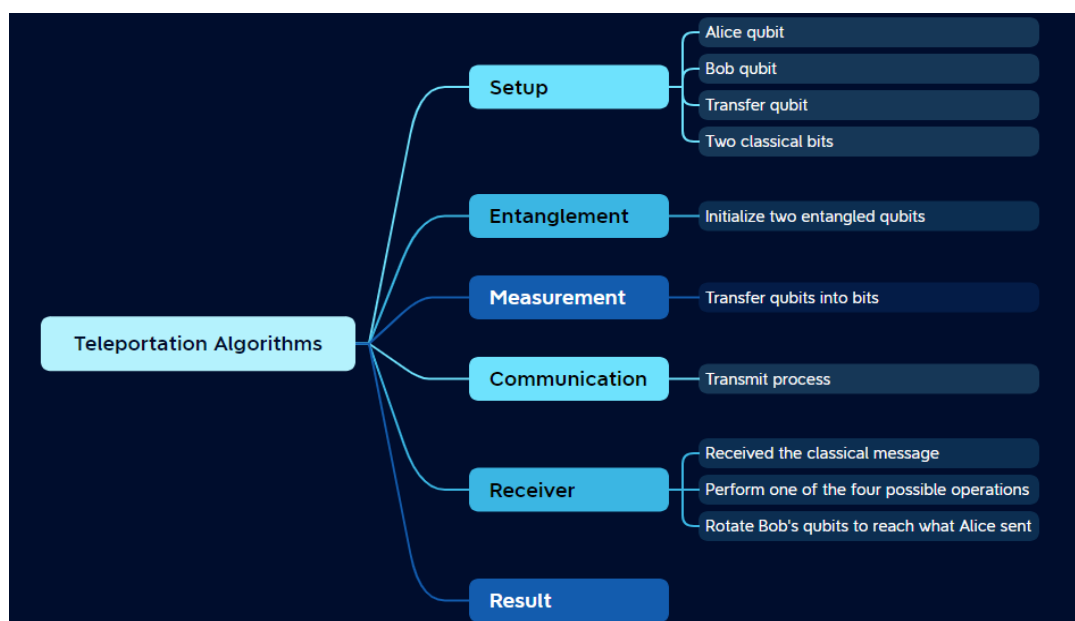 Teleportation Algorithms
Setup
Alice qubit
Bob qubit
Transfer qubit
Two classical bits
Entanglement
Initialize two entangled qubits
Measurement
Transfer qubits into bits
Communication
Transmit process
Receiver
Received the classical message
Perform one of the four possible operations
Rotate Bob's qubits to reach what Alice sent
Result